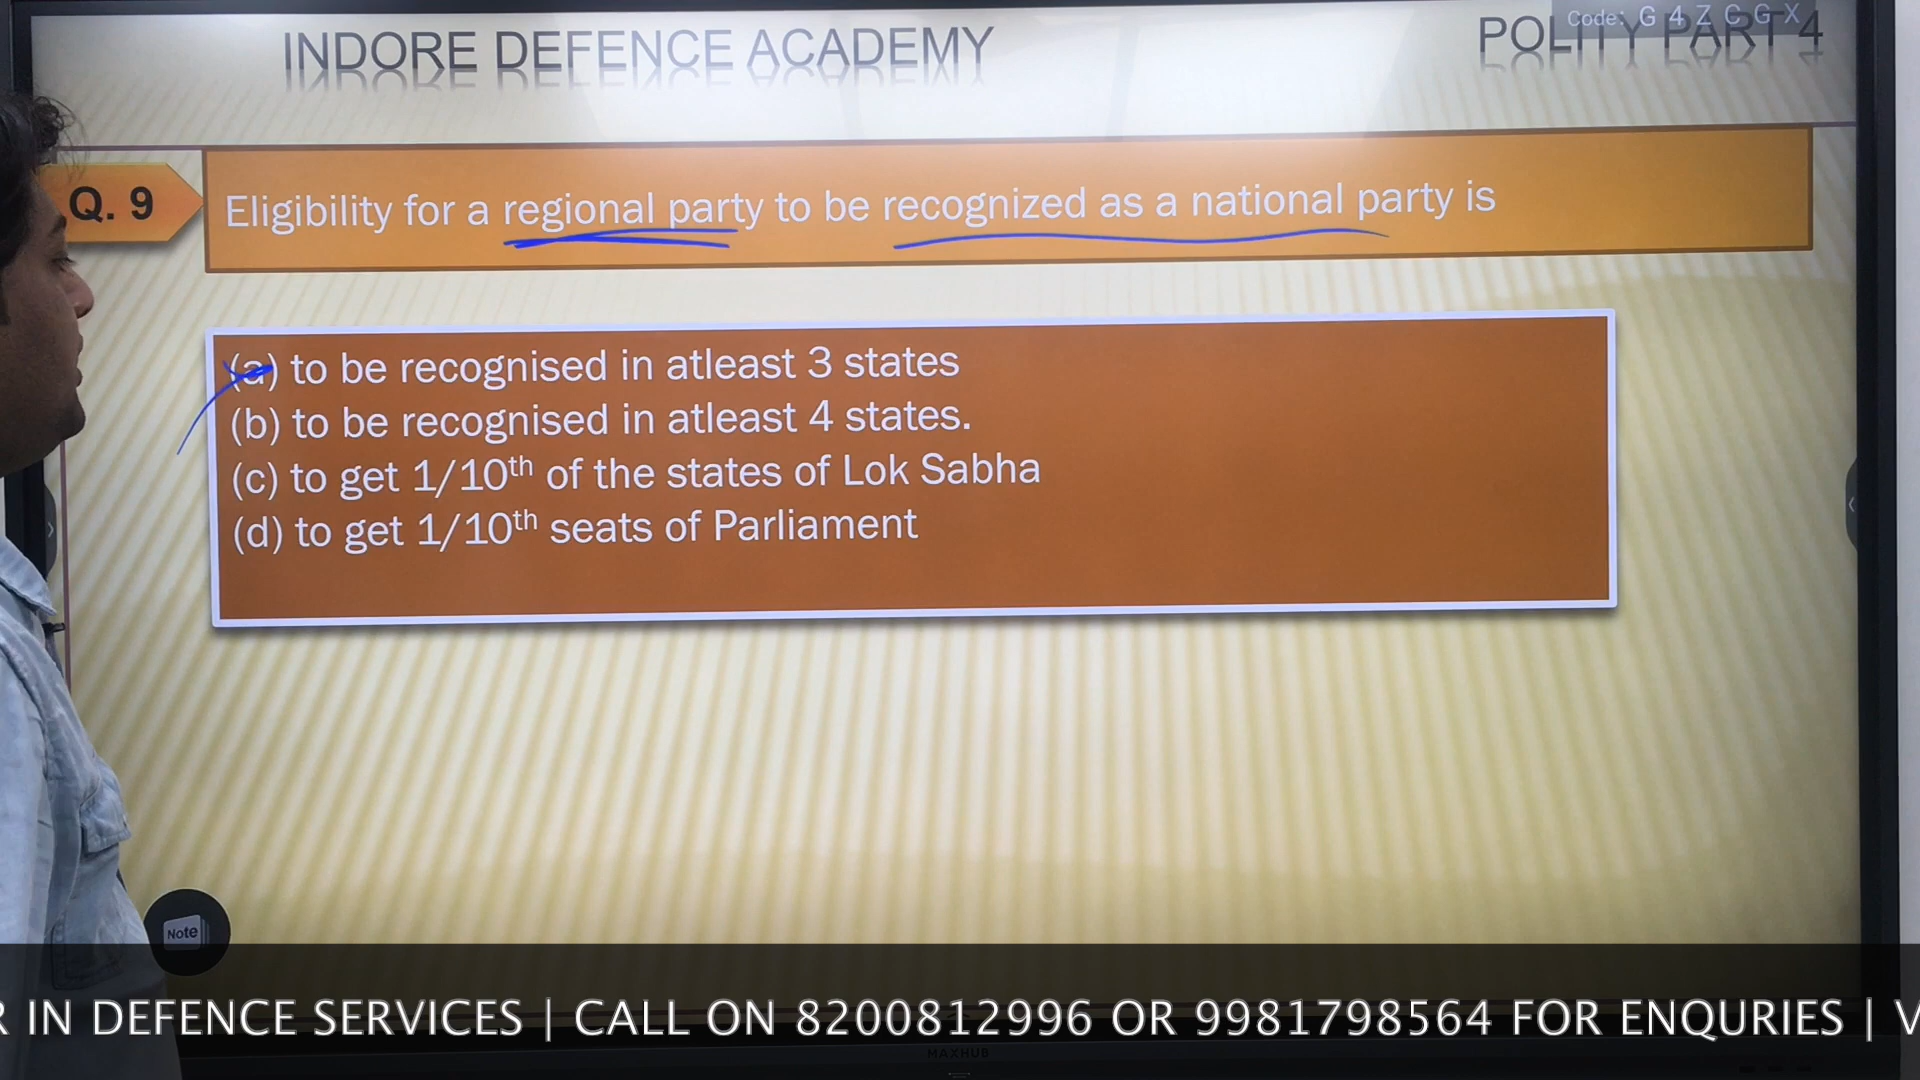 INDORE DEFENCE ACADEMY
POLITY PART 4
Code: G 4 Z C G X
Q. 9
Eligibility for a regional party to be recognized as a national party is
(a) to be recognised in atleast 3 states
(b) to be recognised in atleast 4 states.
(c) to get 1/10th of the states of Lok Sabha
(d) to get 1/10th seats of Parliament
Note
R IN DEFENCE SERVICES | CALL ON 8200812996 OR 9981798564 FOR ENQURIES | V
MAXHUB